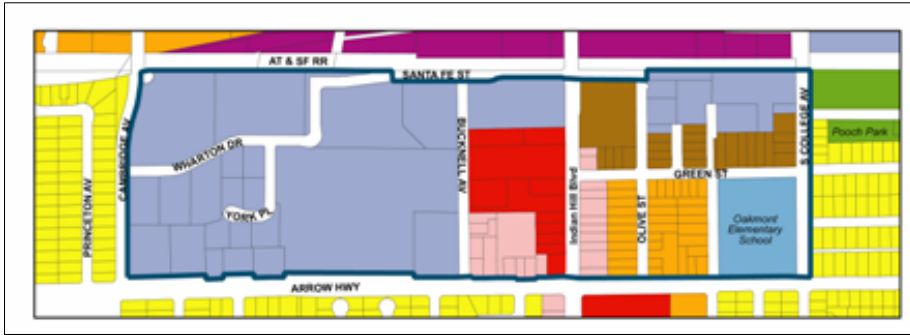 AT & SF RR
SANTA FE ST
CAMBRIDGE AV
BUCKNELL AV
S COLLEGE AV
Pooch Park
WHARTON DR
GREEN ST
PRINCETON AV
YORK PL
Indian Hill Blvd
OLIVE ST
Oakmont
Elementary
School
ARROW HWY